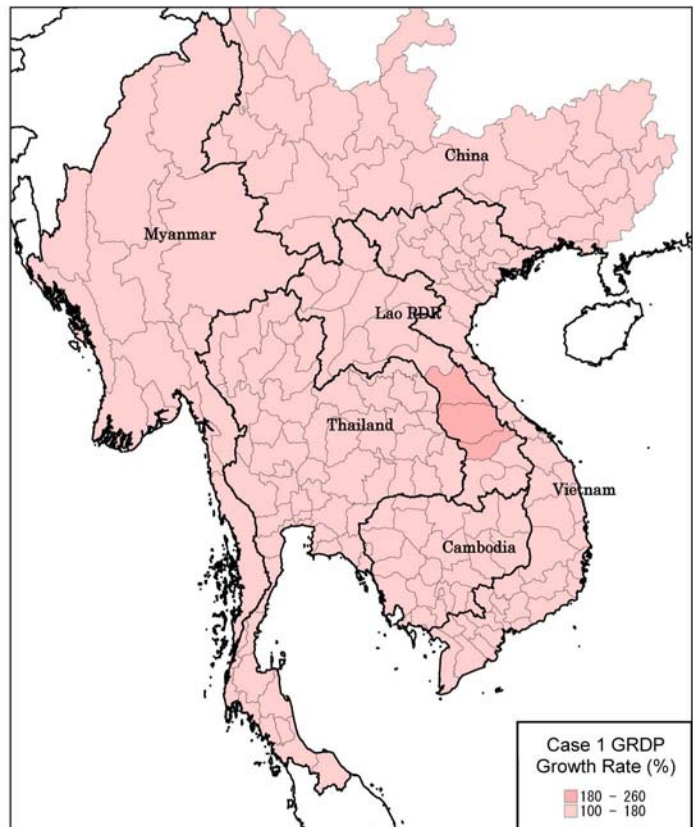 China
Myanmar
Lao PDR
Thailand
Vietnam
Cambodia
Case 1 GRDP
Growth Rate (%)
180 - 260
100 - 180